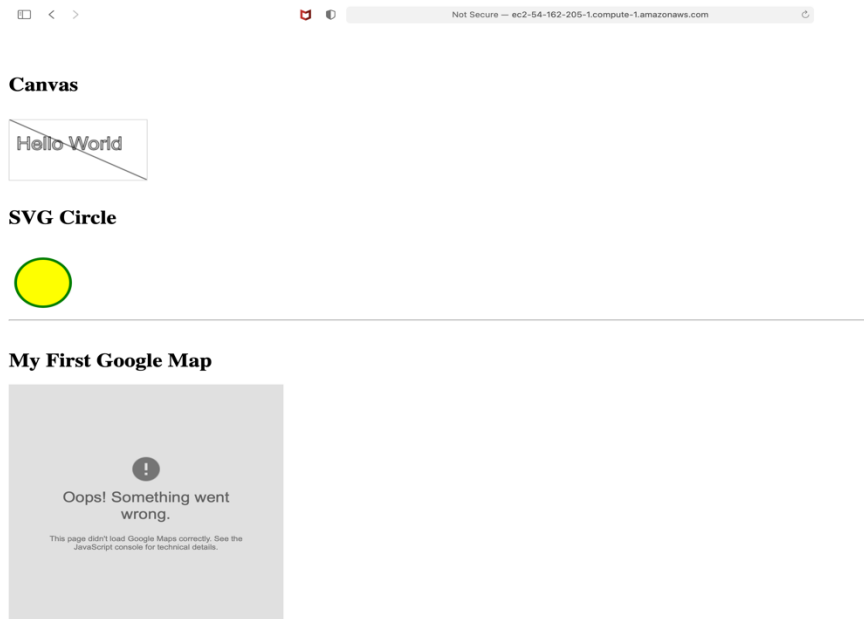 Not Secure — ec2-54-162-205-1.compute-1.amazonaws.com
Canvas
Hello World
SVG Circle
My First Google Map
Oops! Something went
wrong.
This page didn't load Google Maps correctly. See the
JavaScript console for technical details.